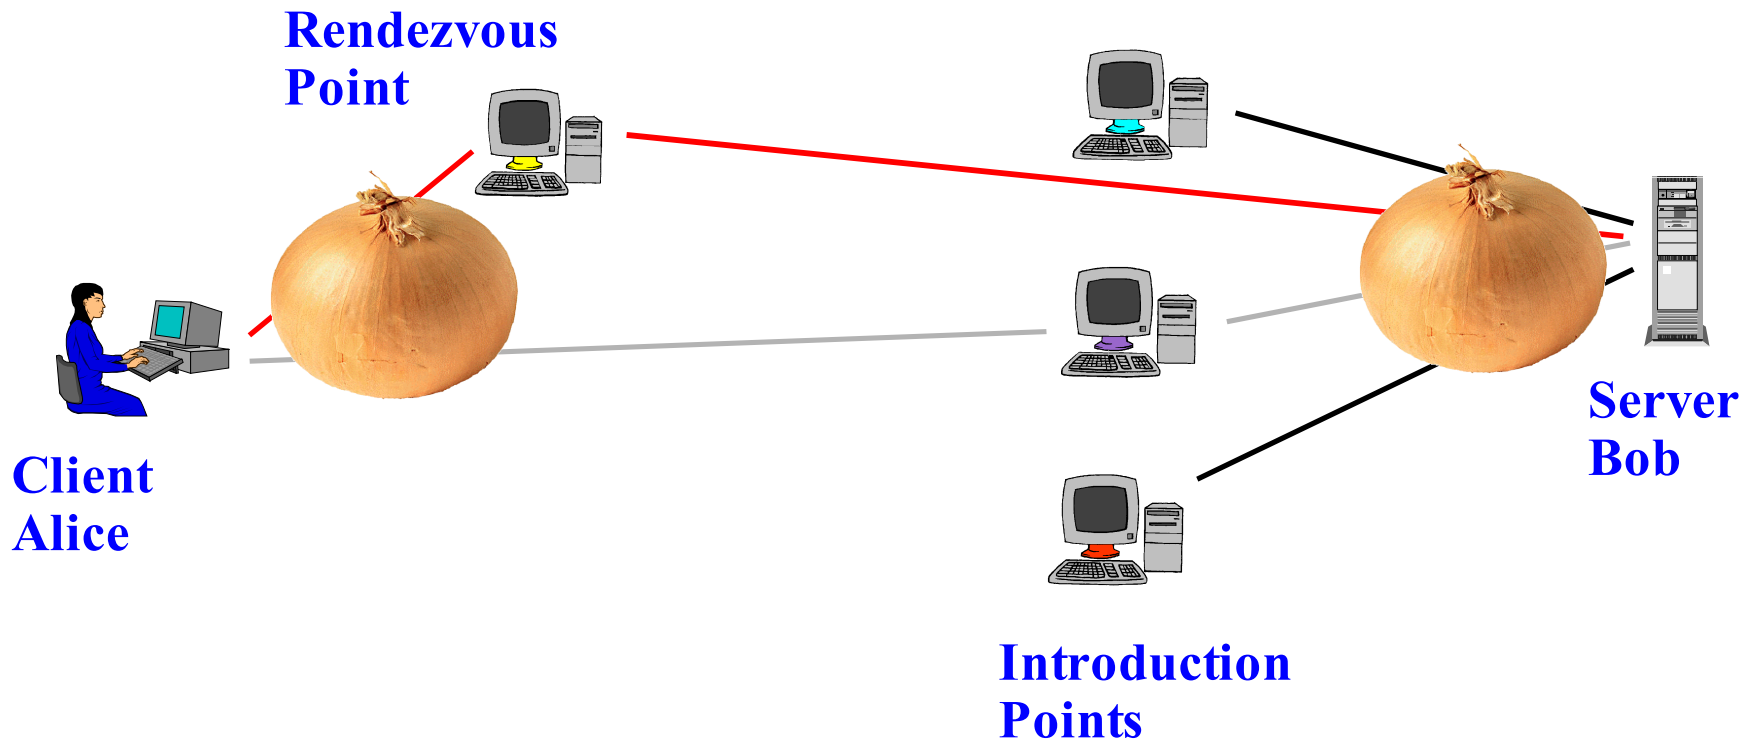 Rendezvous
Point
Client
Alice
Server
Bob
Introduction
Points